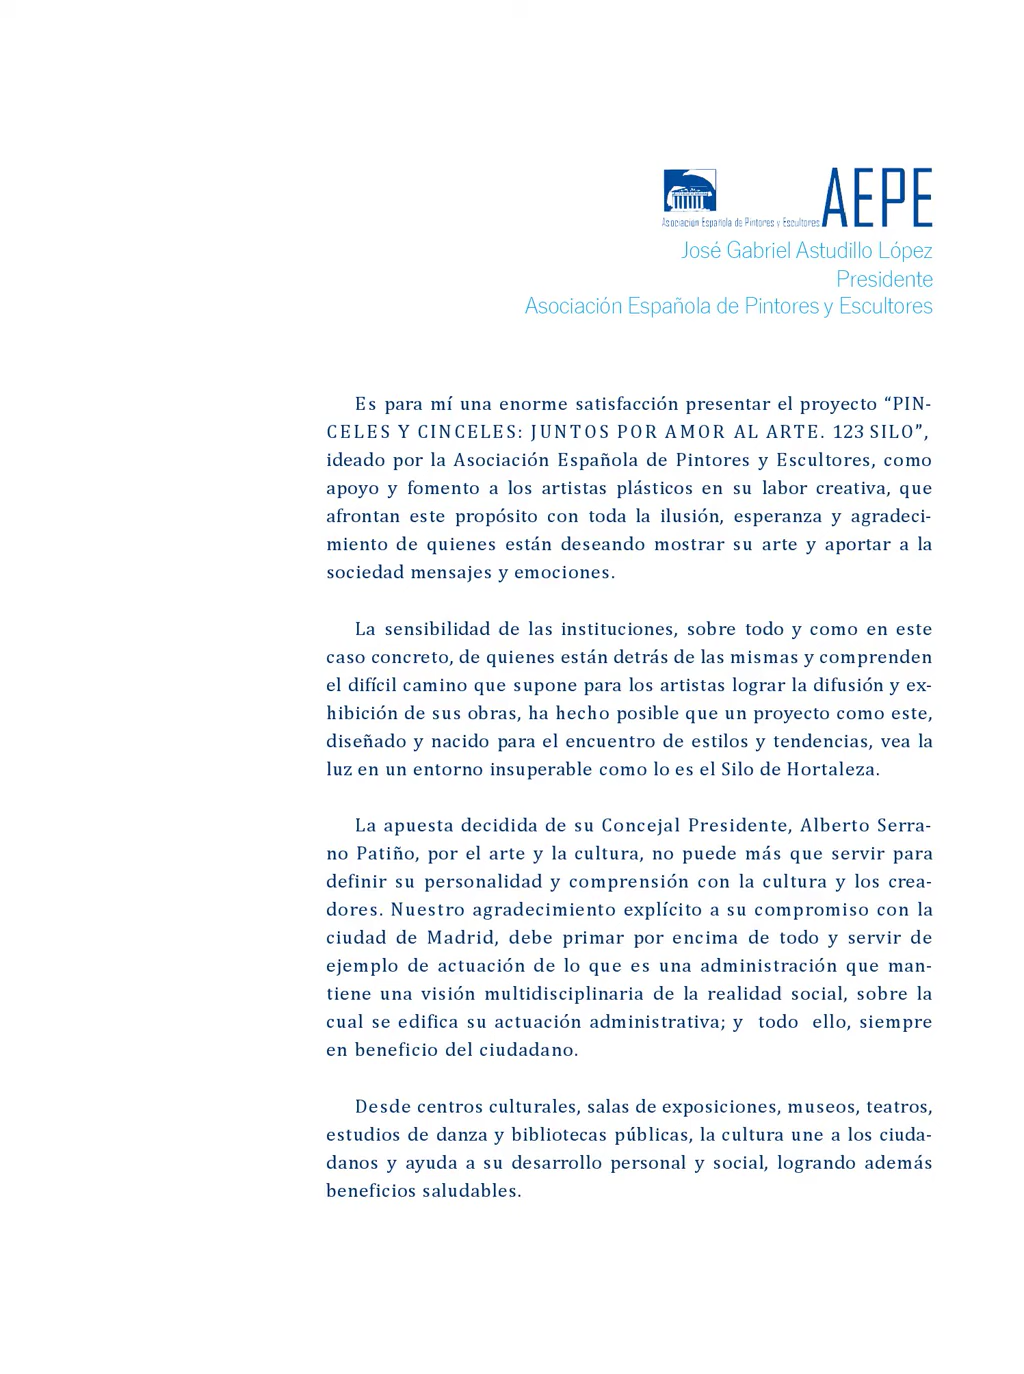 AEPE
Asociación Española de Pintores y Escultores
José Gabriel Astudillo López
Presidente
Asociación Española de Pintores y Escultores
Es para mí una enorme satisfacción presentar el proyecto “PIN-
CELES Y CINCELES: JUNTOS POR AMOR AL ARTE. 123 SILO”,
ideado por la Asociación Española de Pintores y Escultores, como
apoyo y fomento a los artistas plásticos en su labor creativa, que
afrontan este propósito con toda la ilusión, esperanza y agradeci-
miento de quienes están deseando mostrar su arte y aportar a la
sociedad mensajes y emociones.
La sensibilidad de las instituciones, sobre todo y como en este
caso concreto, de quienes están detrás de las mismas y comprenden
el difícil camino que supone para los artistas lograr la difusión y ex-
hibición de sus obras, ha hecho posible que un proyecto como este,
diseñado y nacido para el encuentro de estilos y tendencias, vea la
luz en un entorno insuperable como lo es el Silo de Hortaleza.
La apuesta decidida de su Concejal Presidente, Alberto Serra-
no Patiño, por el arte y la cultura, no puede más que servir para
definir su personalidad y comprensión con la cultura y los crea-
dores. Nuestro agradecimiento explícito a su compromiso con la
ciudad de Madrid, debe primar por encima de todo y servir de
ejemplo de actuación de lo que es una administración que man-
tiene una visión multidisciplinaria de la realidad social, sobre la
cual se edifica su actuación administrativa; y todo ello, siempre
en beneficio del ciudadano.
Desde centros culturales, salas de exposiciones, museos, teatros,
estudios de danza y bibliotecas públicas, la cultura une a los ciuda-
danos y ayuda a su desarrollo personal y social, logrando además
beneficios saludables.